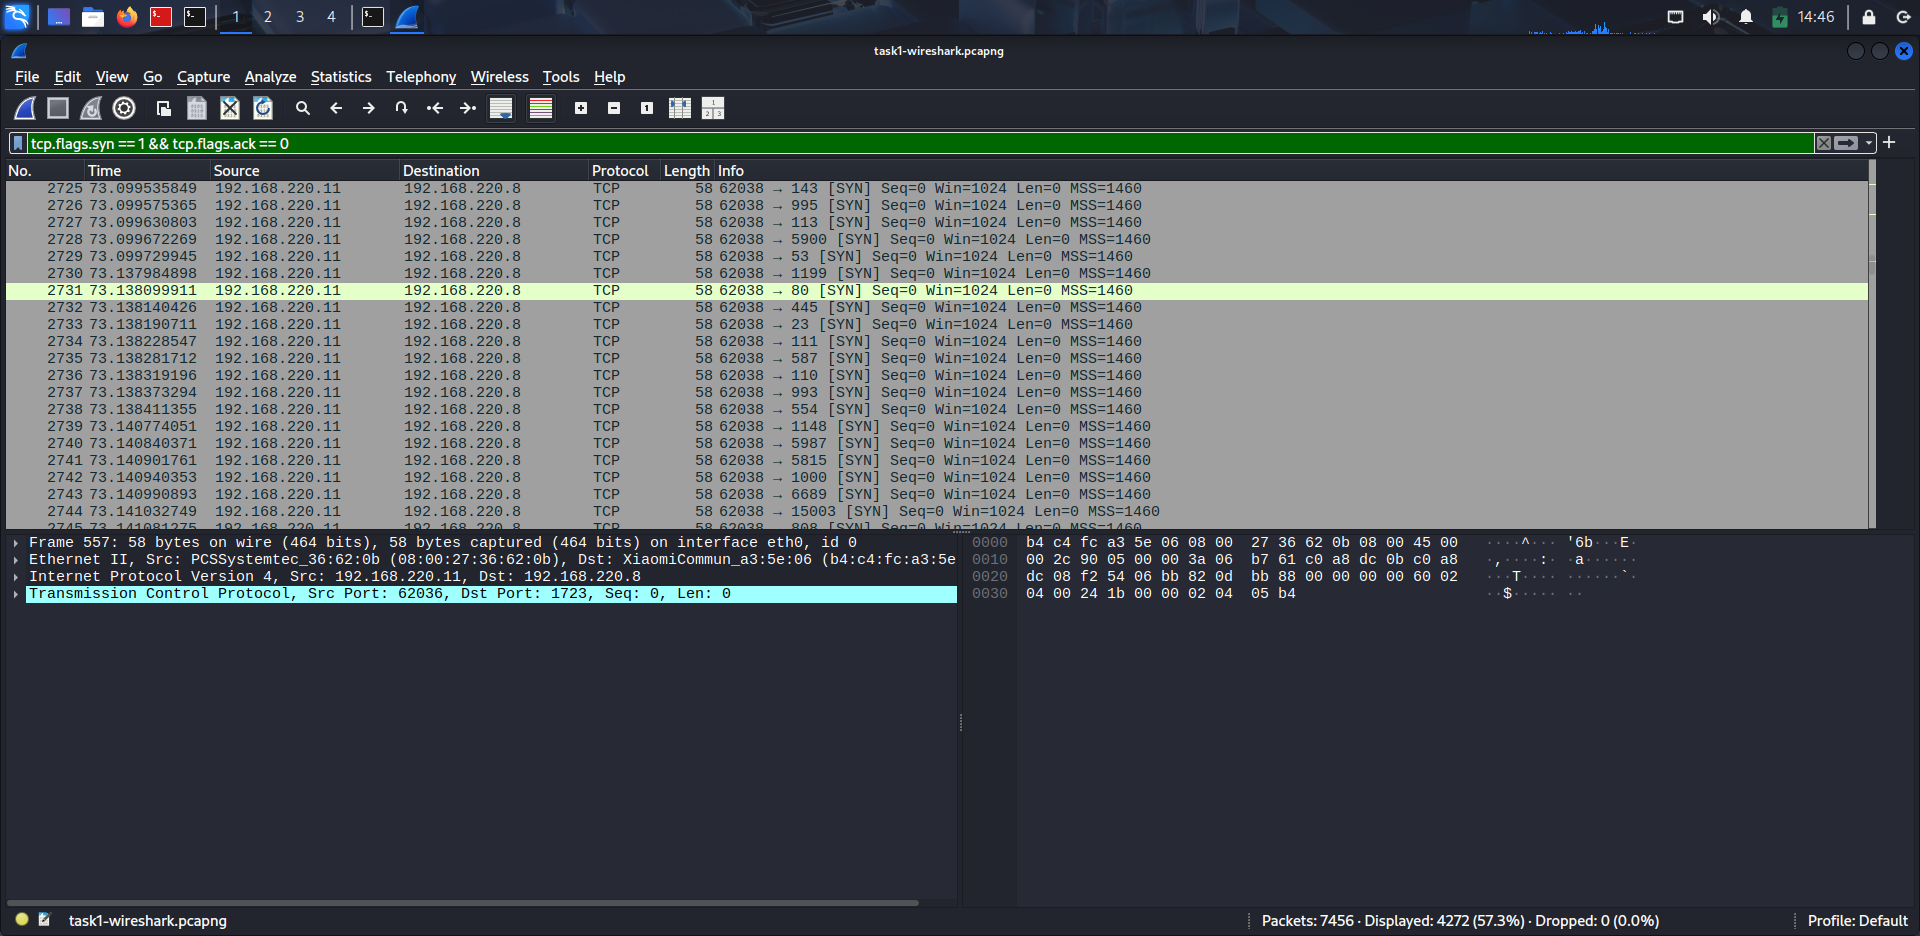 1 2 3 4 14:46
task1-wireshark.pcapng
File Edit View Go Capture Analyze Statistics Telephony Wireless Tools Help
tcp.flags.syn == 1 && tcp.flags.ack == 0
No. Time Source Destination Protocol Length Info
2725 73.099535849 192.168.220.11 192.168.220.8 TCP 58 62038 → 143 [SYN] Seq=0 Win=1024 Len=0 MSS=1460
2726 73.099575365 192.168.220.11 192.168.220.8 TCP 58 62038 → 995 [SYN] Seq=0 Win=1024 Len=0 MSS=1460
2727 73.099630803 192.168.220.11 192.168.220.8 TCP 58 62038 → 113 [SYN] Seq=0 Win=1024 Len=0 MSS=1460
2728 73.099672269 192.168.220.11 192.168.220.8 TCP 58 62038 → 5900 [SYN] Seq=0 Win=1024 Len=0 MSS=1460
2729 73.099729945 192.168.220.11 192.168.220.8 TCP 58 62038 → 53 [SYN] Seq=0 Win=1024 Len=0 MSS=1460
2730 73.137984898 192.168.220.11 192.168.220.8 TCP 58 62038 → 1199 [SYN] Seq=0 Win=1024 Len=0 MSS=1460
2731 73.138099911 192.168.220.11 192.168.220.8 TCP 58 62038 → 80 [SYN] Seq=0 Win=1024 Len=0 MSS=1460
2732 73.138140426 192.168.220.11 192.168.220.8 TCP 58 62038 → 445 [SYN] Seq=0 Win=1024 Len=0 MSS=1460
2733 73.138190711 192.168.220.11 192.168.220.8 TCP 58 62038 → 23 [SYN] Seq=0 Win=1024 Len=0 MSS=1460
2734 73.138228547 192.168.220.11 192.168.220.8 TCP 58 62038 → 111 [SYN] Seq=0 Win=1024 Len=0 MSS=1460
2735 73.138281712 192.168.220.11 192.168.220.8 TCP 58 62038 → 587 [SYN] Seq=0 Win=1024 Len=0 MSS=1460
2736 73.138319196 192.168.220.11 192.168.220.8 TCP 58 62038 → 110 [SYN] Seq=0 Win=1024 Len=0 MSS=1460
2737 73.138373294 192.168.220.11 192.168.220.8 TCP 58 62038 → 993 [SYN] Seq=0 Win=1024 Len=0 MSS=1460
2738 73.138411355 192.168.220.11 192.168.220.8 TCP 58 62038 → 554 [SYN] Seq=0 Win=1024 Len=0 MSS=1460
2739 73.140774051 192.168.220.11 192.168.220.8 TCP 58 62038 → 1148 [SYN] Seq=0 Win=1024 Len=0 MSS=1460
2740 73.140840371 192.168.220.11 192.168.220.8 TCP 58 62038 → 5987 [SYN] Seq=0 Win=1024 Len=0 MSS=1460
2741 73.140901761 192.168.220.11 192.168.220.8 TCP 58 62038 → 5815 [SYN] Seq=0 Win=1024 Len=0 MSS=1460
2742 73.140940353 192.168.220.11 192.168.220.8 TCP 58 62038 → 1000 [SYN] Seq=0 Win=1024 Len=0 MSS=1460
2743 73.140990893 192.168.220.11 192.168.220.8 TCP 58 62038 → 6689 [SYN] Seq=0 Win=1024 Len=0 MSS=1460
2744 73.141032749 192.168.220.11 192.168.220.8 TCP 58 62038 → 15003 [SYN] Seq=0 Win=1024 Len=0 MSS=1460
2745 73.141081275 192.168.220.11 192.168.220.8 TCP 58 62038 → 808 [SYN] Seq=0 Win=1024 Len=0 MSS=1460
Frame 557: 58 bytes on wire (464 bits), 58 bytes captured (464 bits) on interface eth0, id 0
Ethernet II, Src: PCSSystemtec_36:62:0b (08:00:27:36:62:0b), Dst: XiaomiCommun_a3:5e:06 (b4:c4:fc:a3:5e
Internet Protocol Version 4, Src: 192.168.220.11, Dst: 192.168.220.8
Transmission Control Protocol, Src Port: 62036, Dst Port: 1723, Seq: 0, Len: 0
0000 b4 c4 fc a3 5e 06 08 00 27 36 62 0b 08 00 45 00 ····^··· '6b···E·
0010 00 2c 90 05 00 00 3a 06 b7 61 c0 a8 dc 0b c0 a8 ·,····:· ·a······
0020 dc 08 f2 54 06 bb 82 0d bb 88 00 00 00 00 60 02 ···T···· ······`·
0030 04 00 24 1b 00 00 02 04 05 b4 ··$····· ··
task1-wireshark.pcapng Packets: 7456 · Displayed: 4272 (57.3%) · Dropped: 0 (0.0%) Profile: Default